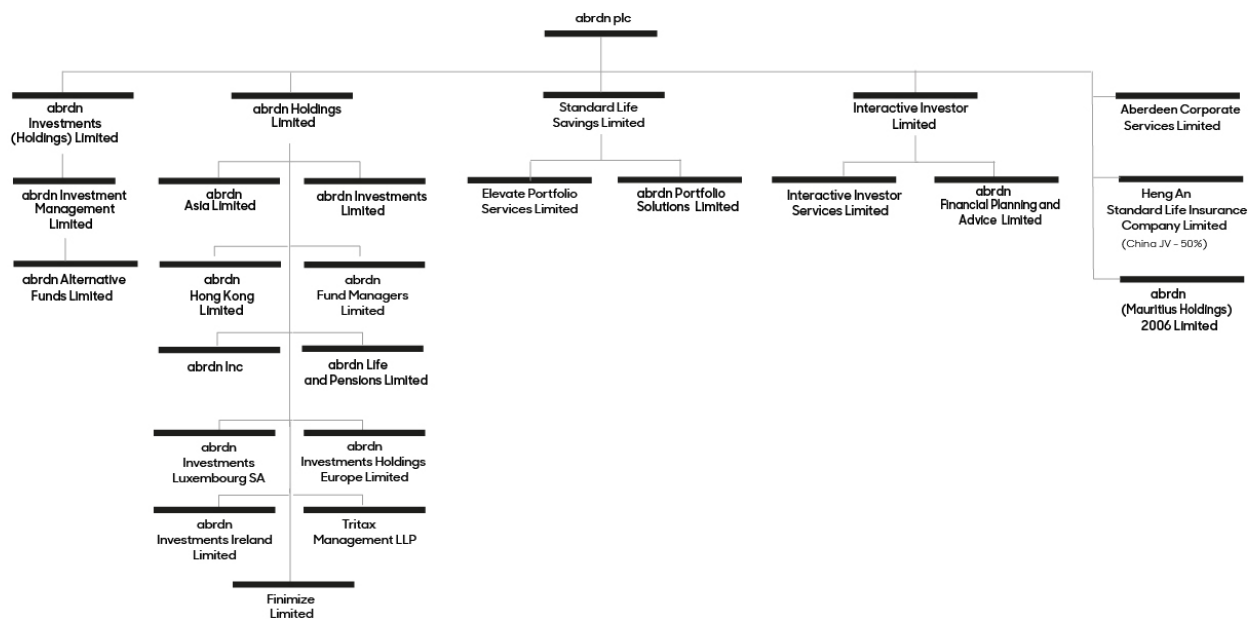 abrdn plc
abrdn
Investments
(Holdings) Limited
abrdn Holdings
Limited
Standard Life
Savings Limited
Interactive Investor
Limited
Aberdeen Corporate
Services Limited
abrdn Investment
Management
Limited
abrdn
Asia Limited
abrdn Investments
Limited
Elevate Portfolio
Services Limited
abrdn Portfolio
Solutions Limited
Interactive Investor
Services Limited
abrdn
Financial Planning and
Advice Limited
Heng An
Standard Life Insurance
Company Limited
(China JV - 50%)
abrdn Alternative
Funds Limited
abrdn
Hong Kong
Limited
abrdn
Fund Managers
Limited
abrdn
(Mauritius Holdings)
2006 Limited
abrdn Inc
abrdn Life
and Pensions Limited
abrdn
Investments
Luxembourg SA
abrdn
Investments Holdings
Europe Limited
abrdn
Investments Ireland
Limited
Tritax
Management LLP
Finimize
Limited